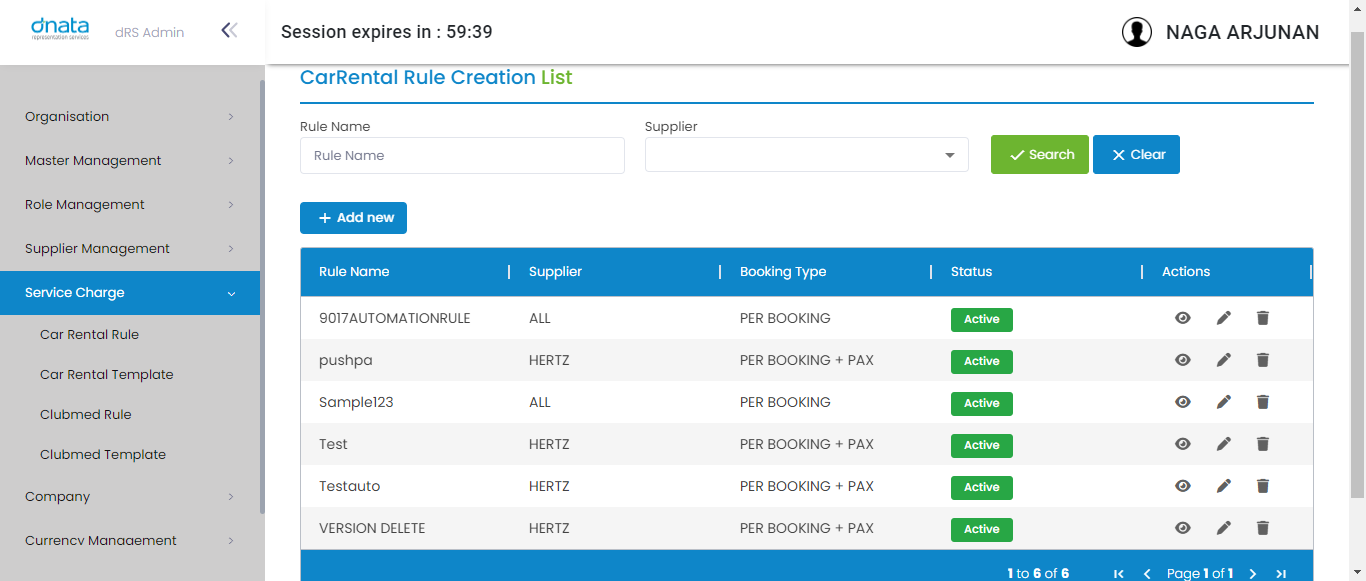 dnata
representation services
dRS Admin
Session expires in : 59:39
NAGA ARJUNAN
Organisation
Master Management
Role Management
Supplier Management
Service Charge
Car Rental Rule
Car Rental Template
Clubmed Rule
Clubmed Template
Company
Currency Management
CarRental Rule Creation List
Rule Name
Supplier
Rule Name
Search
Clear
Add new
Rule Name Supplier Booking Type Status Actions
9017AUTOMATIONRULE ALL PER BOOKING Active
pushpa HERTZ PER BOOKING + PAX Active
Sample123 ALL PER BOOKING Active
Test HERTZ PER BOOKING + PAX Active
Testauto HERTZ PER BOOKING + PAX Active
VERSION DELETE HERTZ PER BOOKING + PAX Active
1 to 6 of 6 Page 1 of 1